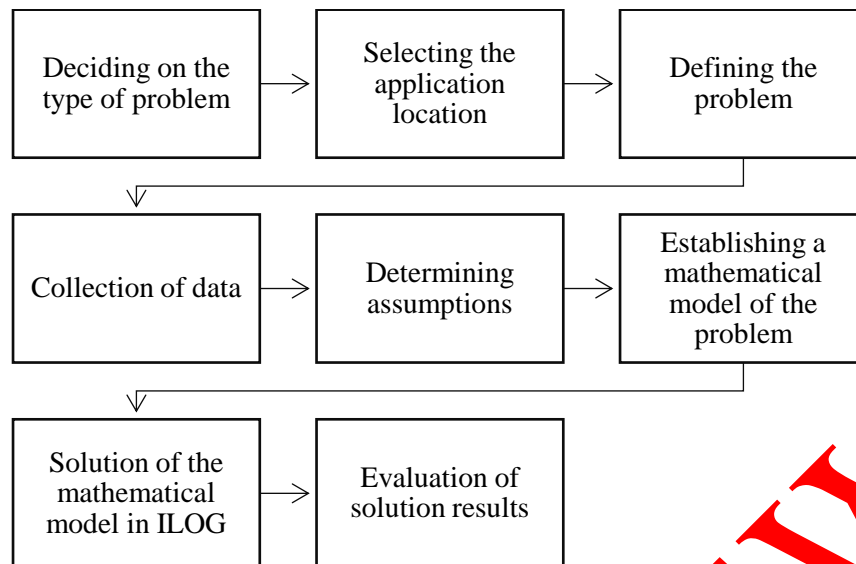 Deciding on the
type of problem
Selecting the
application
location
Defining the
problem
Collection of data
Determining
assumptions
Establishing a
mathematical
model of the
problem
Solution of the
mathematical
model in ILOG
Evaluation of
solution results